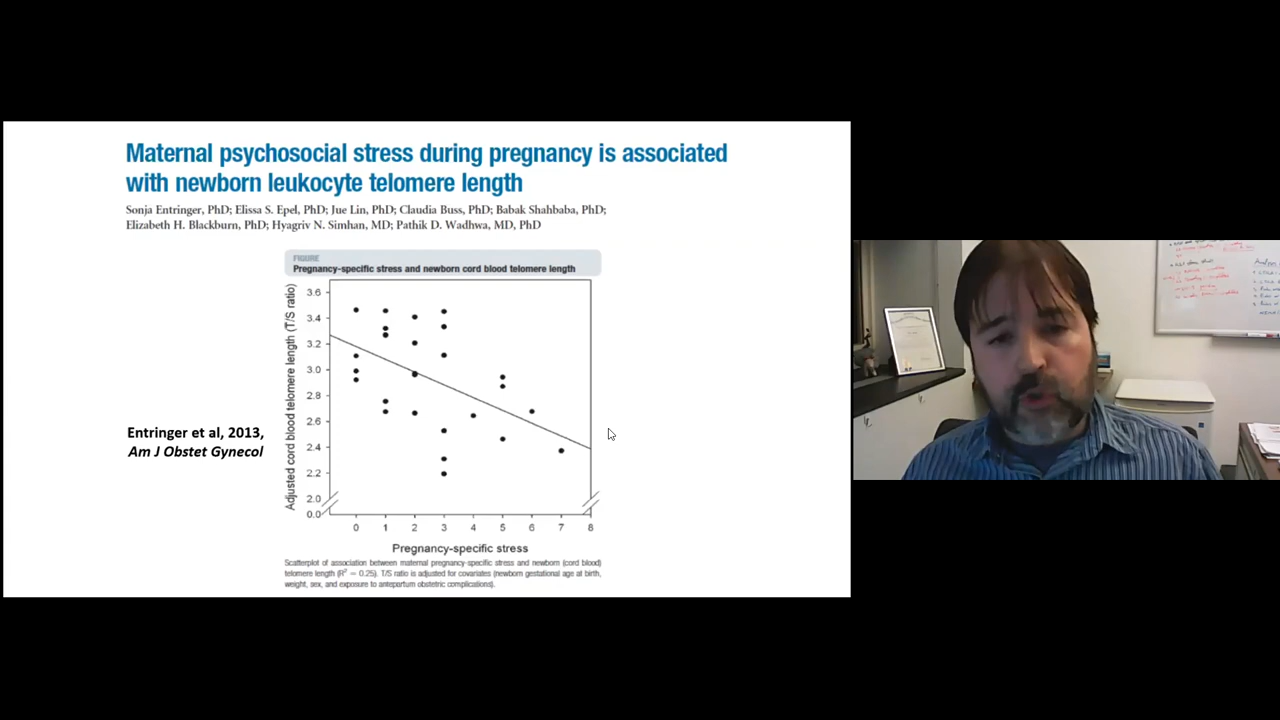 Maternal psychosocial stress during pregnancy is associated
with newborn leukocyte telomere length
Sonja Entringer, PhD; Elissa S. Epel, PhD; Jue Lin, PhD; Claudia Buss, PhD; Babak Shahbaba, PhD;
Elizabeth H. Blackburn, PhD; Hyagriv N. Simhan, MD; Pathik D. Wadhwa, MD, PhD
FIGURE
Pregnancy-specific stress and newborn cord blood telomere length
Adjusted cord blood telomere length (T/S ratio)
3.6
3.4
3.2
3.0
2.8
2.6
2.4
2.2
2.0
0.0
0 1 2 3 4 5 6 7 8
Pregnancy-specific stress
Entringer et al, 2013,
Am J Obstet Gynecol
Scatterplot of association between maternal pregnancy-specific stress and newborn (cord blood)
telomere length (R² = 0.25). T/S ratio is adjusted for covariates (newborn gestational age at birth,
weight, sex, and exposure to antepartum obstetric complications).